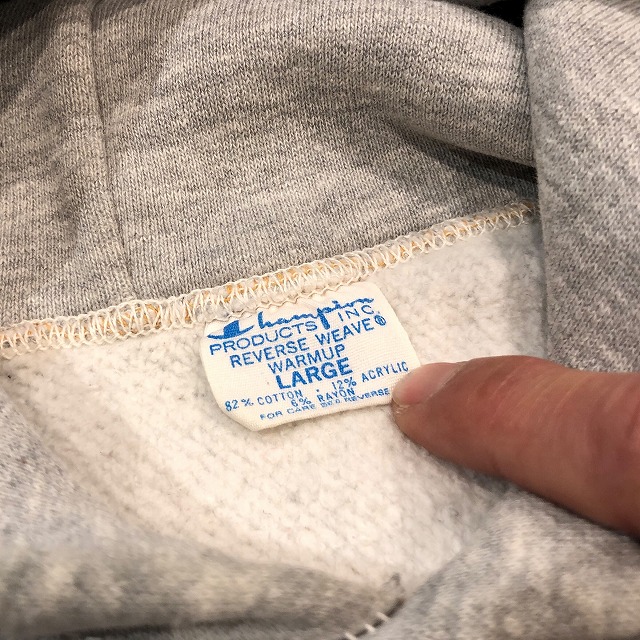 Champion
PRODUCTS INC.
REVERSE WEAVE®
WARMUP
LARGE
82% COTTON 12% ACRYLIC
6% RAYON
FOR CARE SEE REVERSE